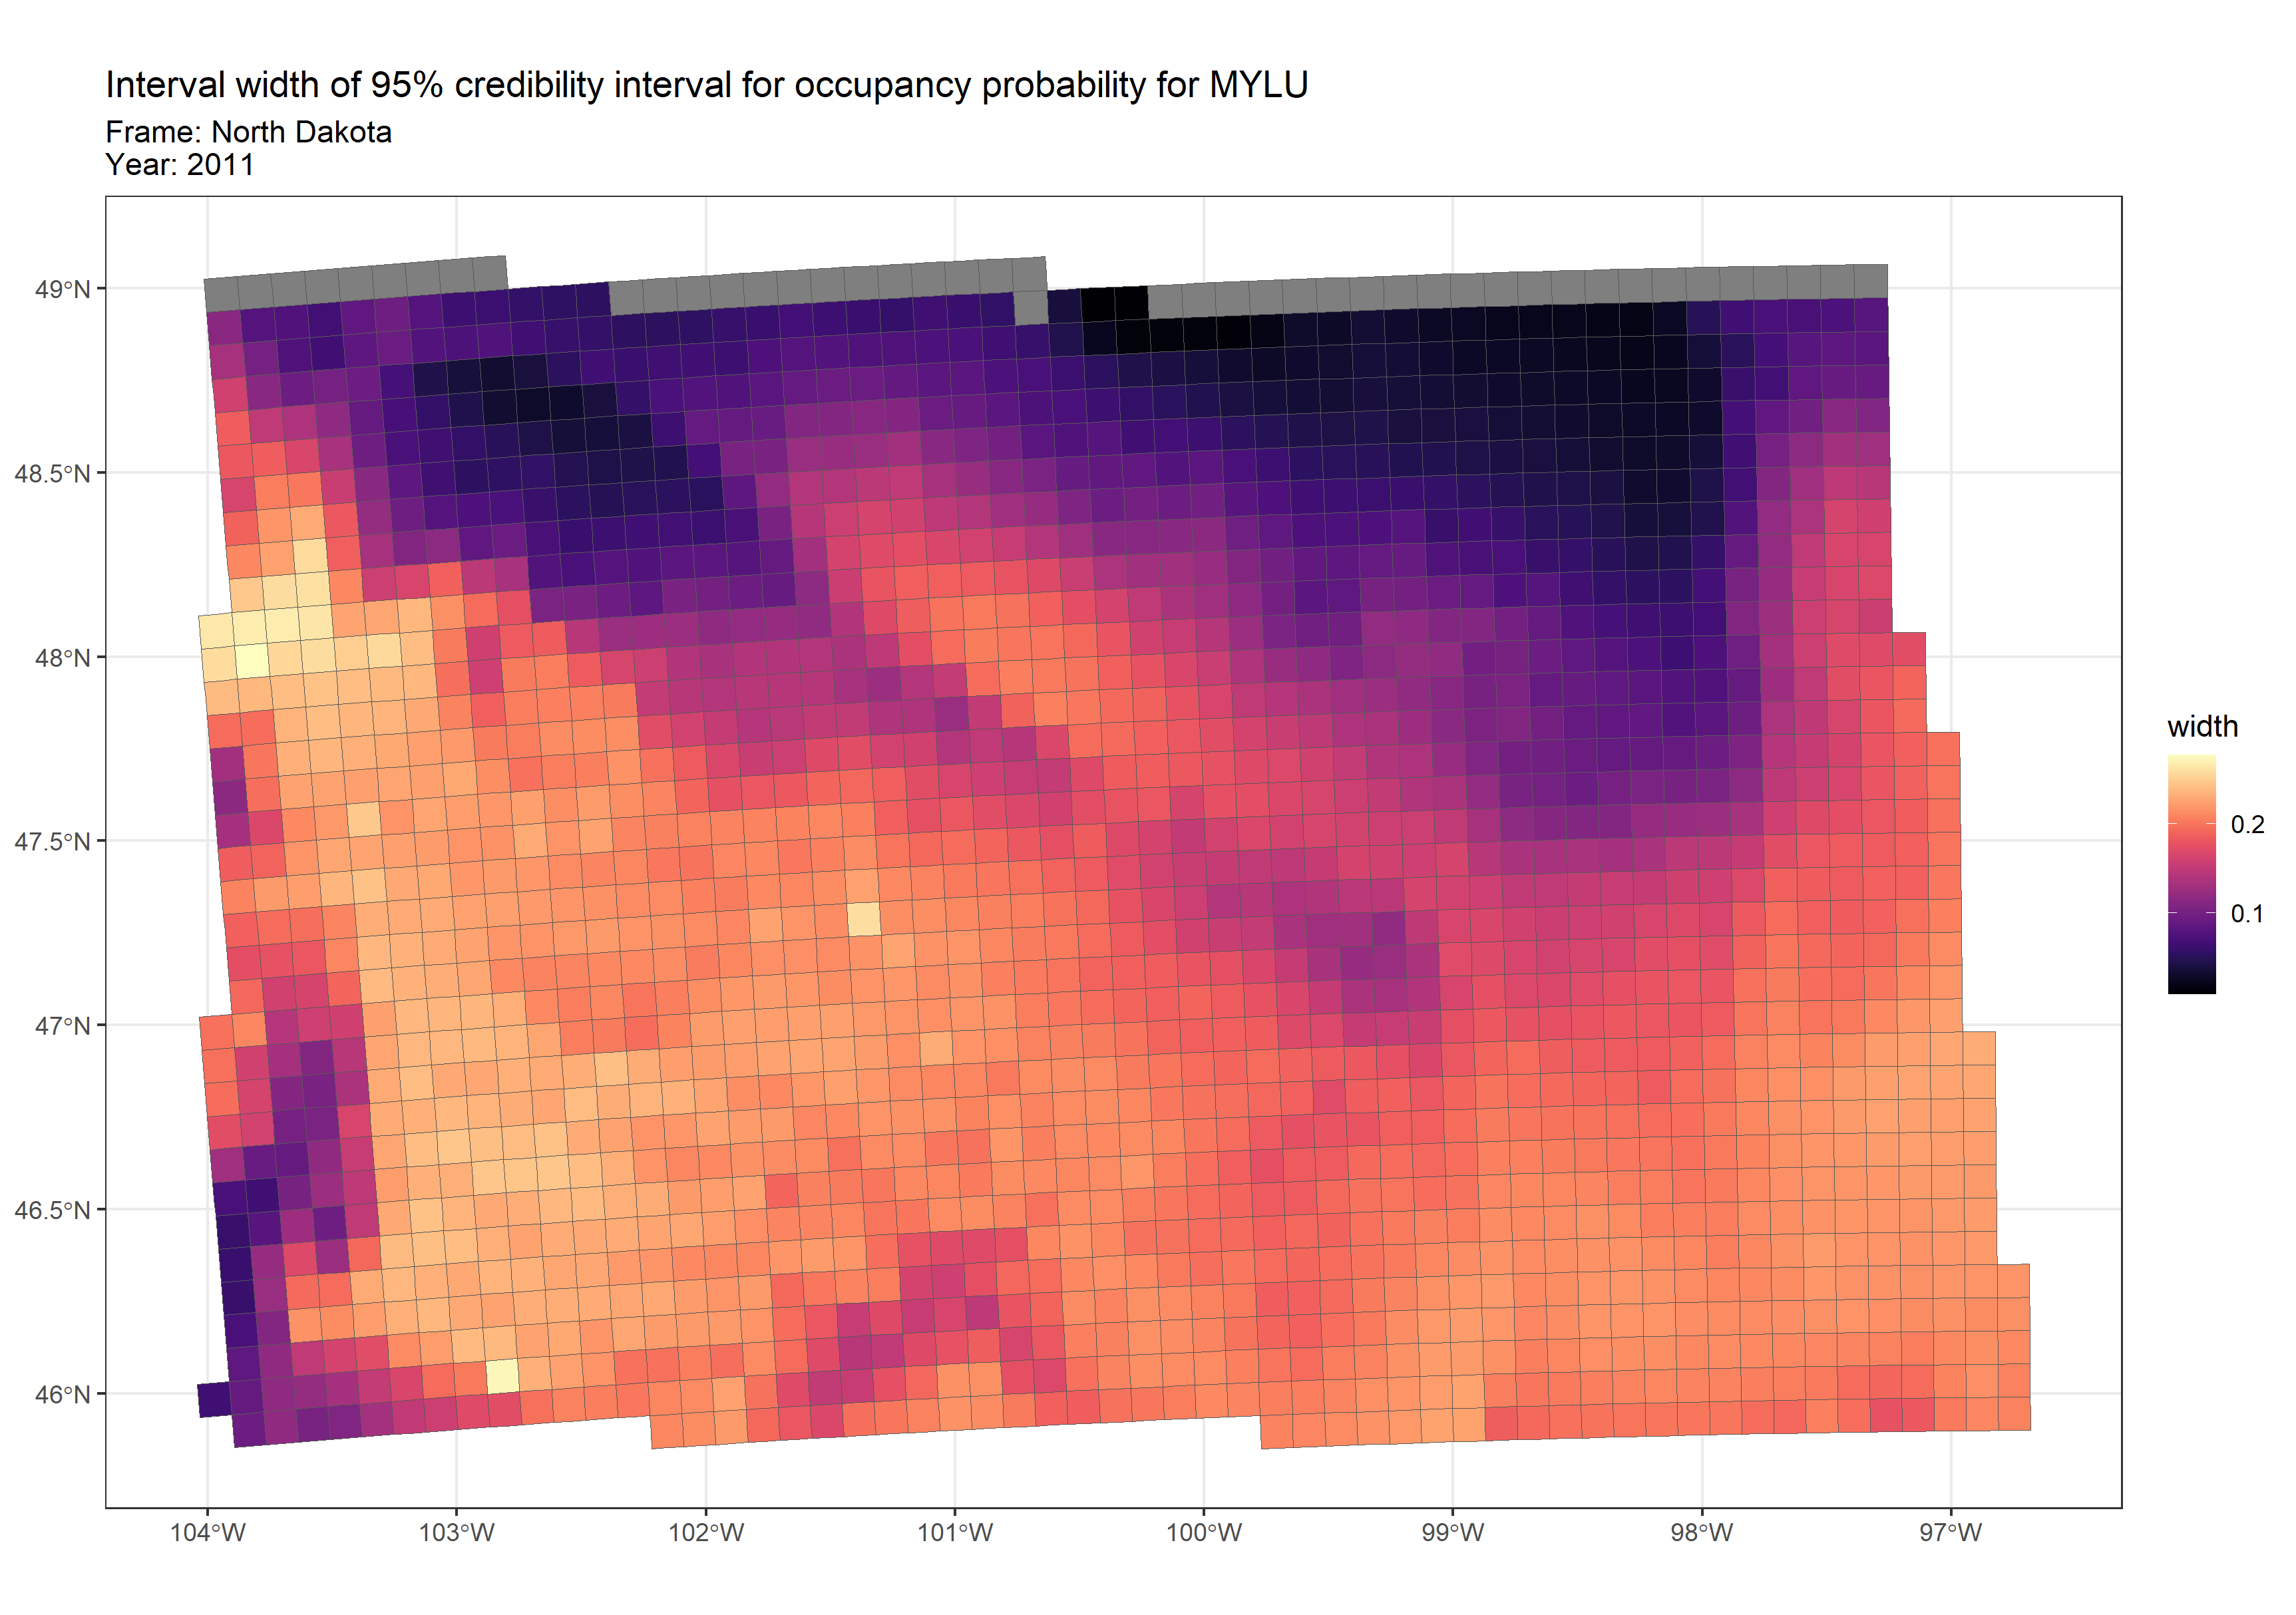 Interval width of 95% credibility interval for occupancy probability for MYLU
Frame: North Dakota
Year: 2011
49°N
48.5°N
48°N
47.5°N
47°N
46.5°N
46°N
104°W 103°W 102°W 101°W 100°W 99°W 98°W 97°W
width
0.2
0.1